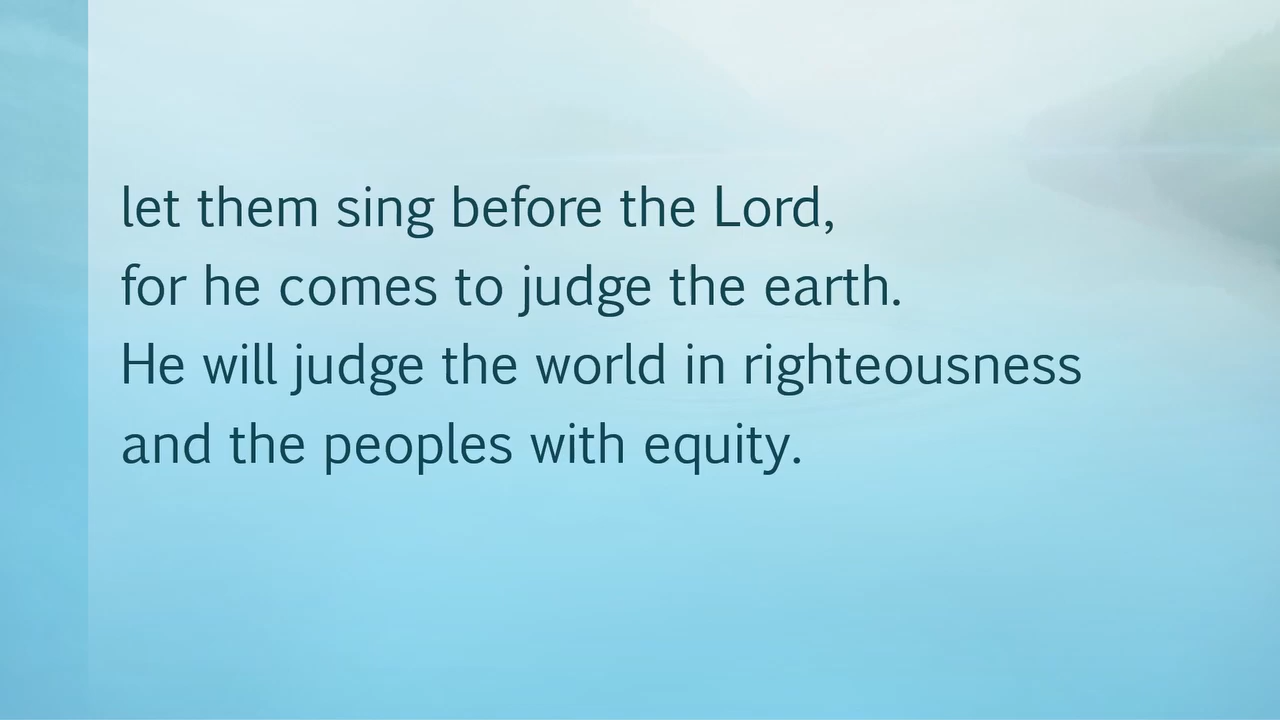 let them sing before the Lord,
for he comes to judge the earth.
He will judge the world in righteousness
and the peoples with equity.